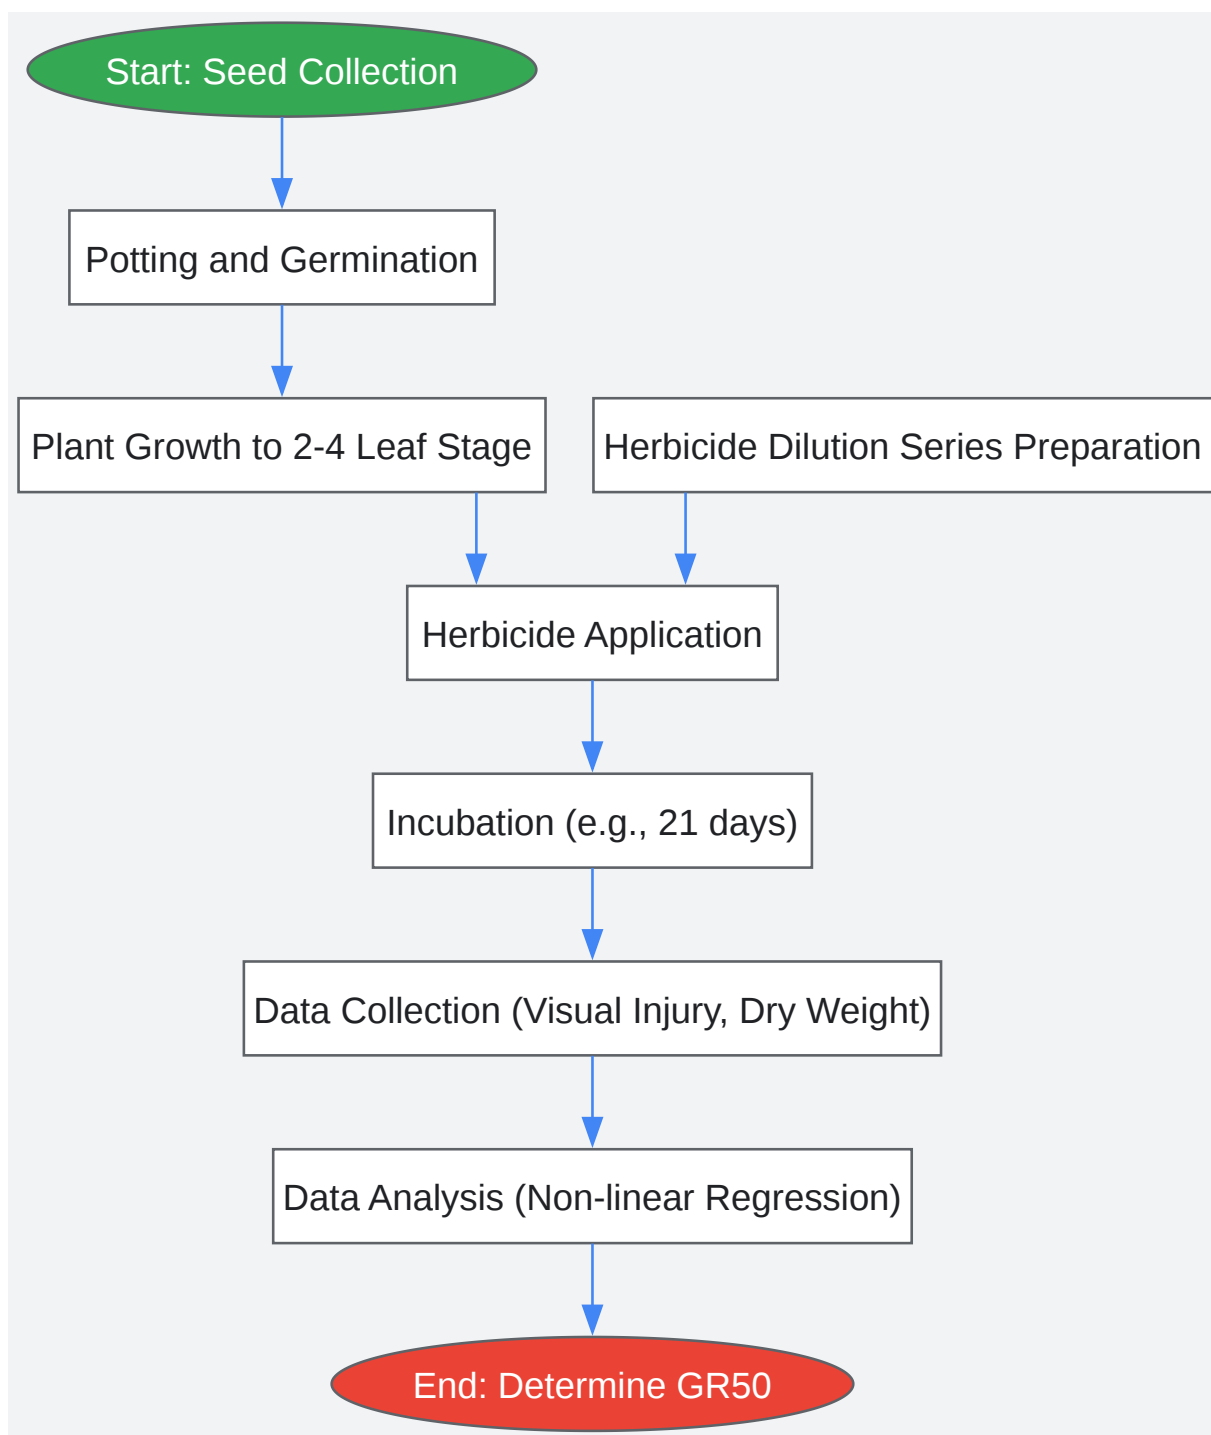 Start: Seed Collection
Potting and Germination
Plant Growth to 2-4 Leaf Stage
Herbicide Dilution Series Preparation
Herbicide Application
Incubation (e.g., 21 days)
Data Collection (Visual Injury, Dry Weight)
Data Analysis (Non-linear Regression)
End: Determine GR50